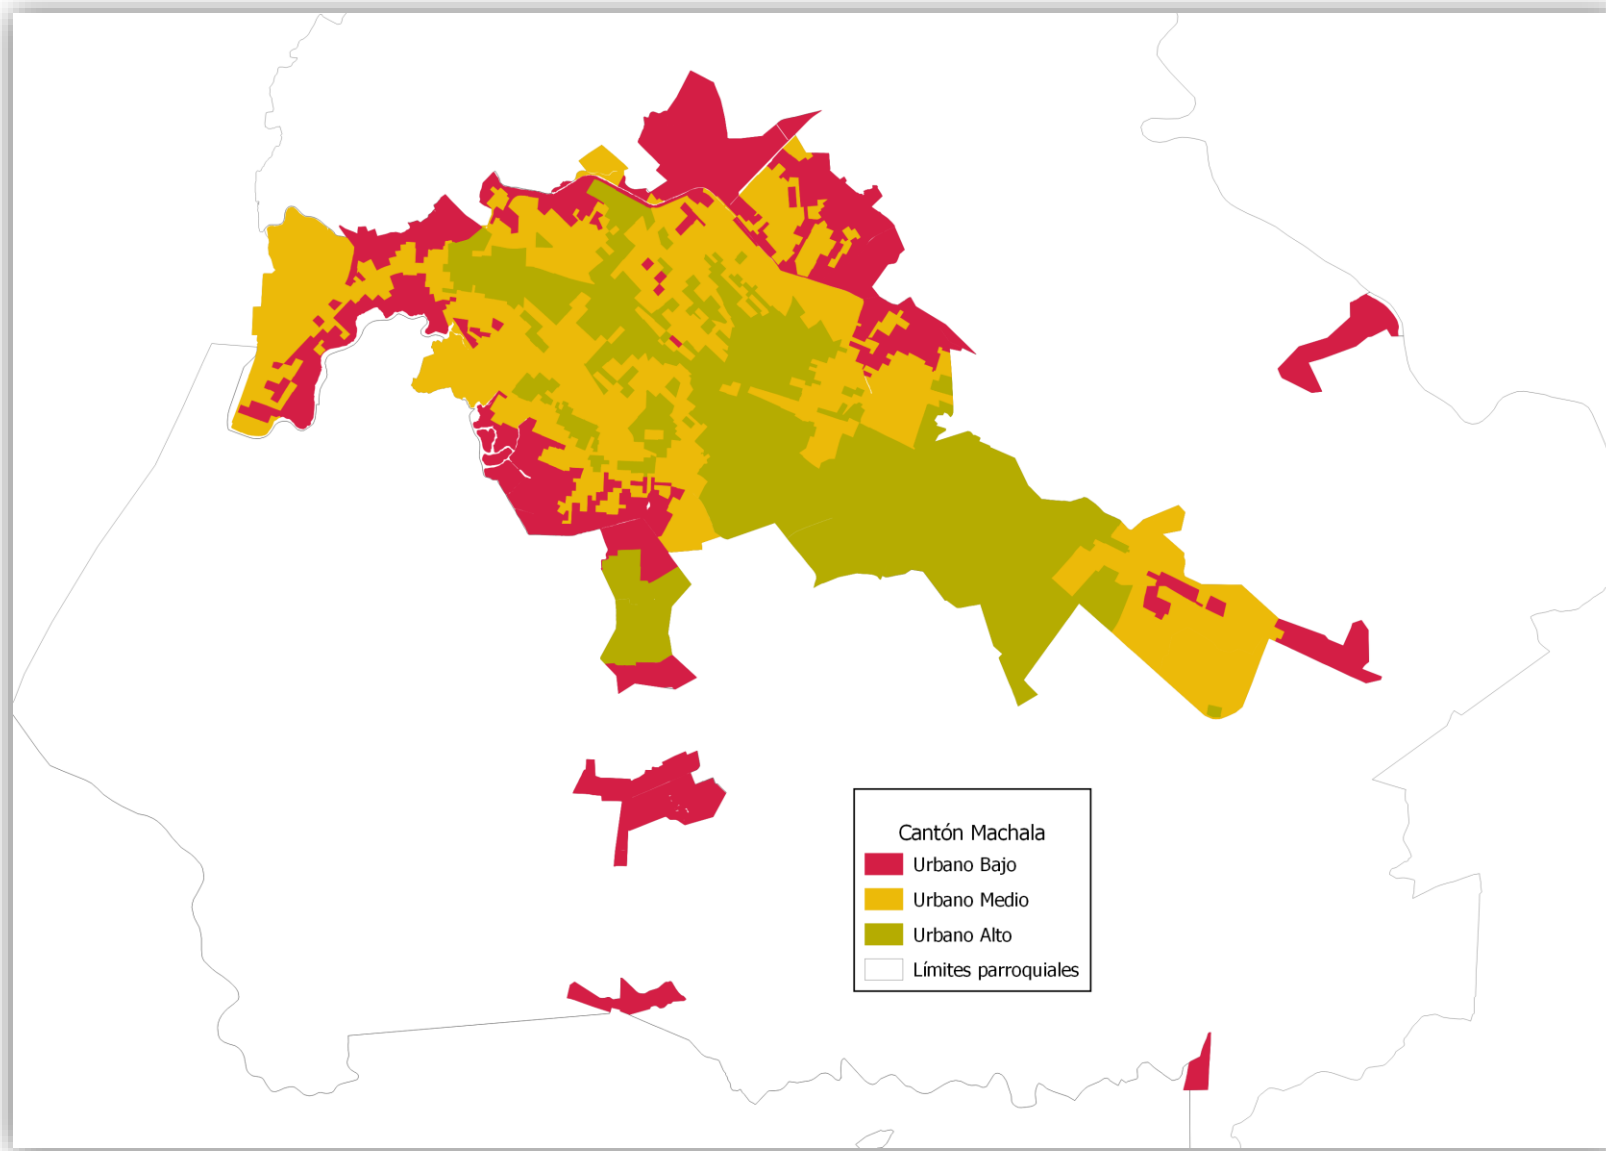 Cantón Machala
Urbano Bajo
Urbano Medio
Urbano Alto
Límites parroquiales